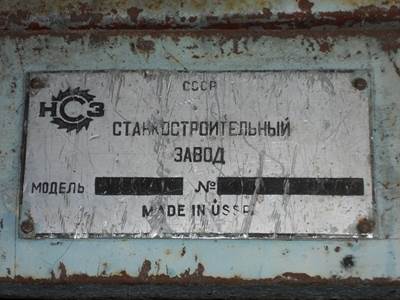 СССР
НСЗ
СТАНКОСТРОИТЕЛЬНЫЙ
ЗАВОД
МОДЕЛЬ №
MADE IN USSR